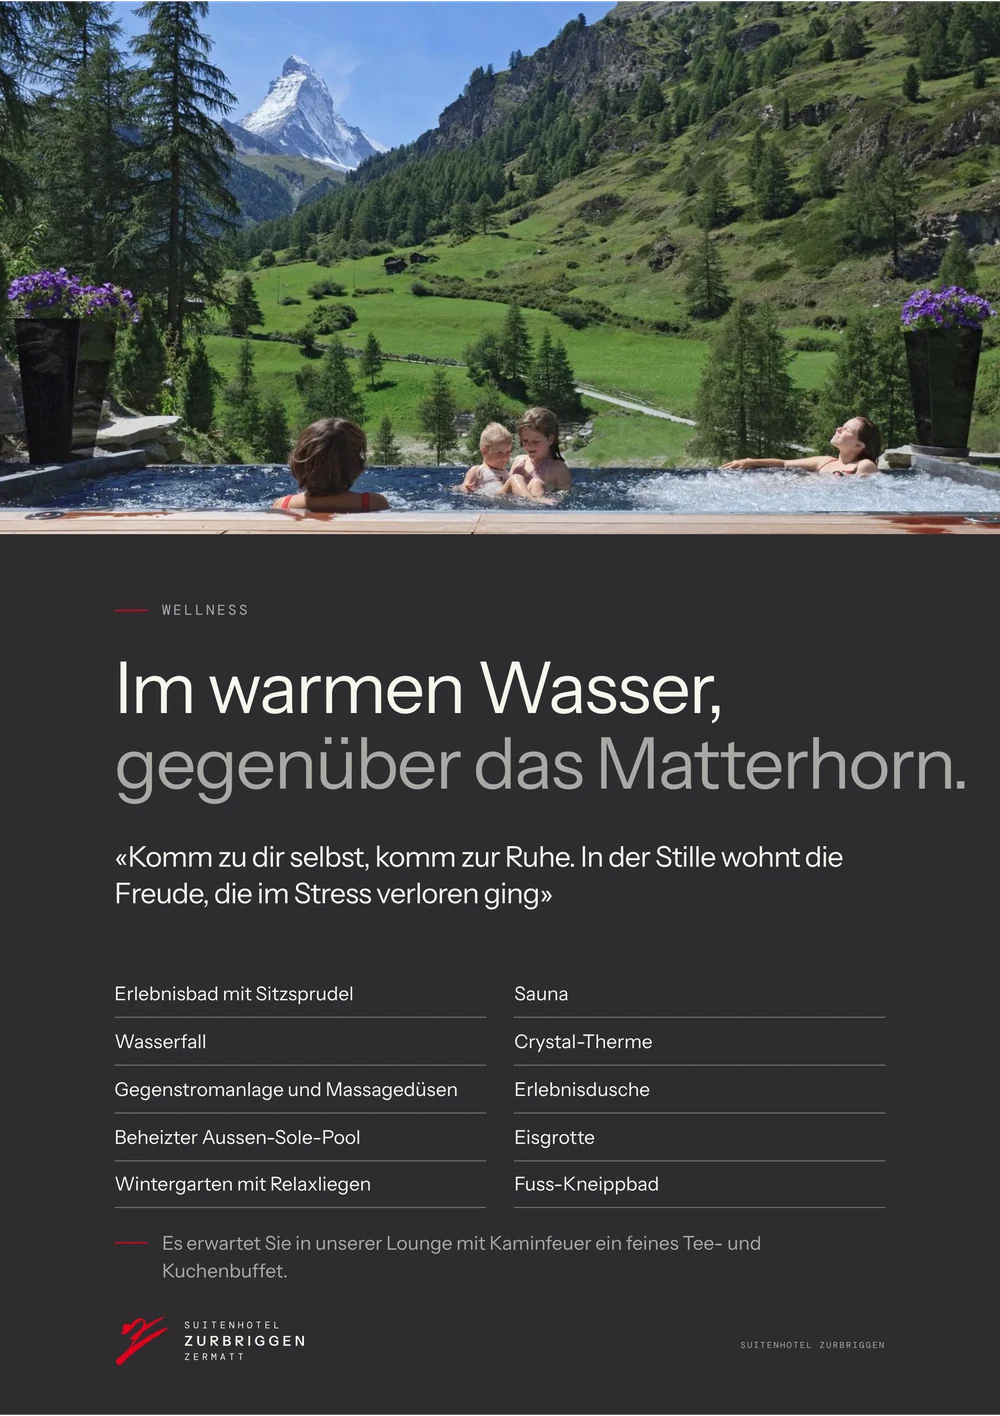 WELLNESS
Im warmen Wasser,
gegenüber das Matterhorn.
«Komm zu dir selbst, komm zur Ruhe. In der Stille wohnt die
Freude, die im Stress verloren ging»
Erlebnisbad mit Sitzsprudel
Wasserfall
Gegenstromanlage und Massagedüsen
Beheizter Aussen-Sole-Pool
Wintergarten mit Relaxliegen
Sauna
Crystal-Therme
Erlebnisdusche
Eisgrotte
Fuss-Kneippbad
Es erwartet Sie in unserer Lounge mit Kaminfeuer ein feines Tee- und
Kuchenbuffet.
SUITENHOTEL
ZURBRIGGEN
ZERMATT
SUITENHOTEL ZURBRIGGEN